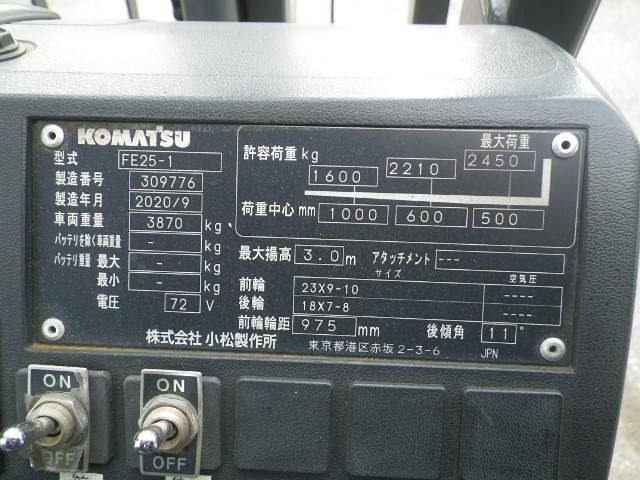 KOMATSU
型式 FE25-1
製造番号 309776
製造年月 2020/9
車両重量 3870 kg
バッテリを除く車両重量 - kg
バッテリ重量 最大 - kg
最小 - kg
電圧 72 V
許容荷重 kg 最大荷重
1600 2210 2450
荷重中心 mm 1000 600 500
最大揚高 3.0 m アタッチメント ---
サイズ 空気圧
前輪 23X9-10 ----
後輪 18X7-8 ----
前輪輪距 975 mm 後傾角 11°
株式会社 小松製作所 東京都港区赤坂 2-3-6 JPN
ON ON
OFF OFF